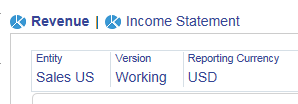 Revenue | Income Statement
Entity Version Reporting Currency
Sales US Working USD